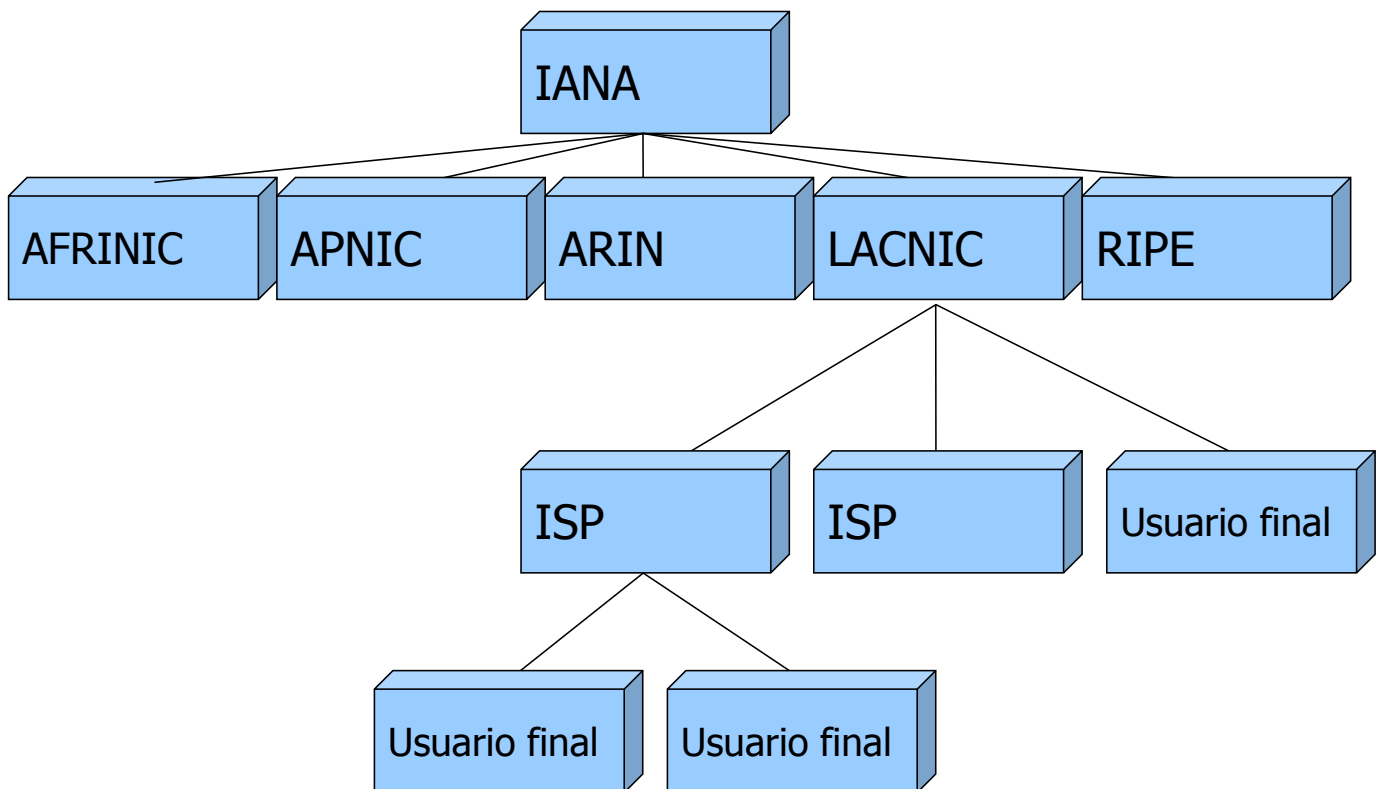 IANA
AFRINIC
APNIC
ARIN
LACNIC
RIPE
ISP
ISP
Usuario final
Usuario final
Usuario final